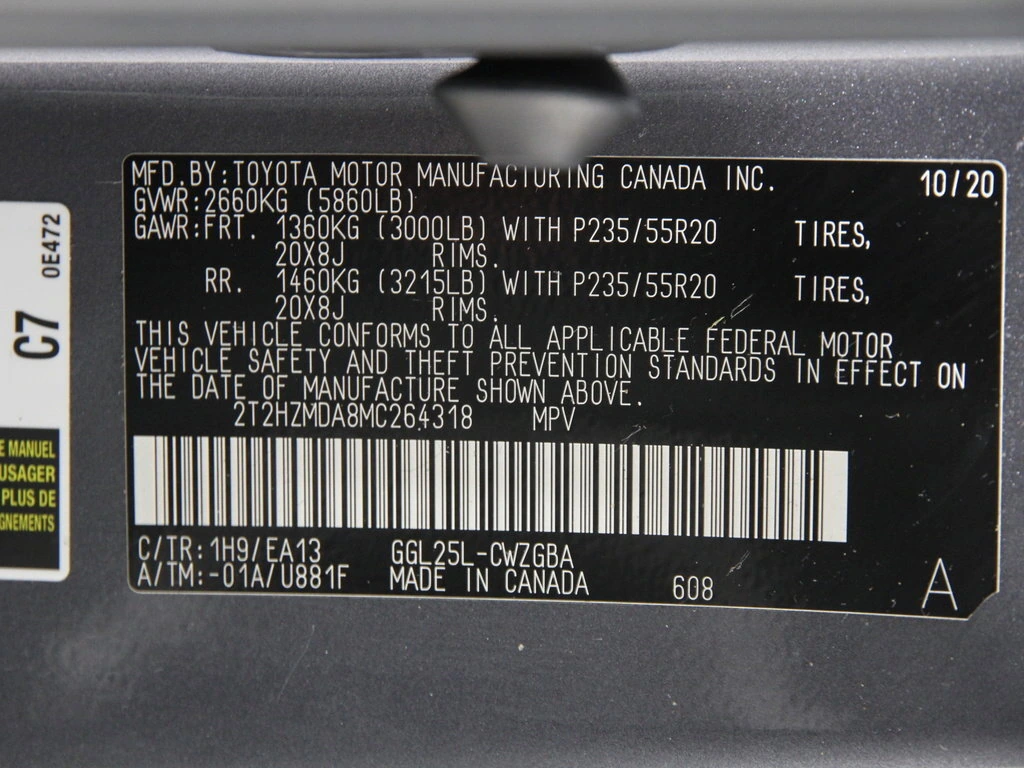 MFD.BY:TOYOTA MOTOR MANUFACTURING CANADA INC. 10/20
GVWR:2660KG (5860LB)
GAWR:FRT. 1360KG (3000LB) WITH P235/55R20 TIRES,
20X8J RIMS.
RR. 1460KG (3215LB) WITH P235/55R20 TIRES,
20X8J RIMS.
THIS VEHICLE CONFORMS TO ALL APPLICABLE FEDERAL MOTOR
VEHICLE SAFETY AND THEFT PREVENTION STANDARDS IN EFFECT ON
THE DATE OF MANUFACTURE SHOWN ABOVE.
2T2HZMDA8MC264318 MPV
C/TR:1H9/EA13 GGL25L-CWZGBA
A/TM:-01A/U881F MADE IN CANADA 608 A
C7 0E472
E MANUEL
USAGER
PLUS DE
GNEMENTS